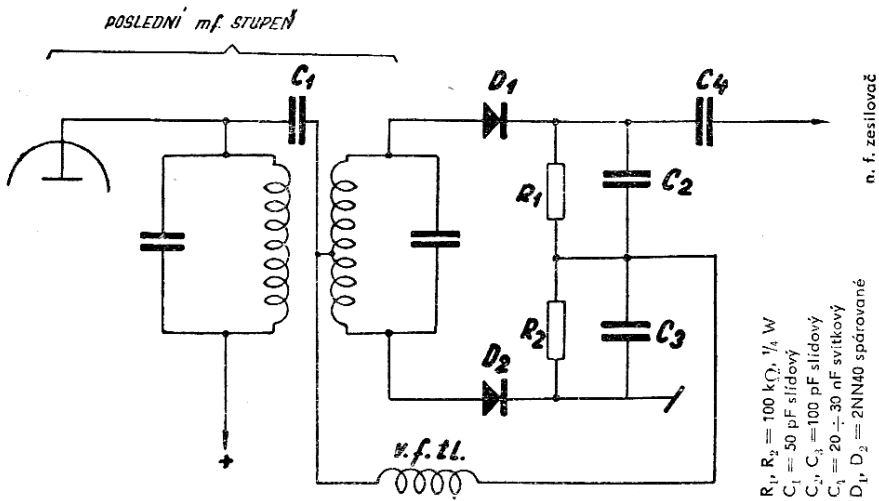 POSLEDNÍ mf. STUPEŇ
C1
D1
C4
R1
C2
R2
C3
D2
v.f.tl.
+
n. f. zesilovač
R₁, R₂ = 100 kΩ, ¼ W
C₁ = 50 pF slídový
C₂, C₃ = 100 pF slídový
C₄ = 20 ÷ 30 nF svitkový
D₁, D₂ = 2NN40 spárované